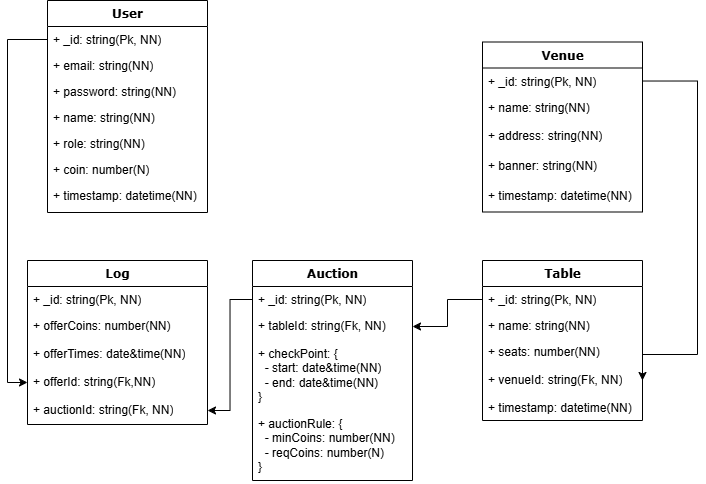 User
+ _id: string(Pk, NN)
+ email: string(NN)
+ password: string(NN)
+ name: string(NN)
+ role: string(NN)
+ coin: number(N)
+ timestamp: datetime(NN)
Venue
+ _id: string(Pk, NN)
+ name: string(NN)
+ address: string(NN)
+ banner: string(NN)
+ timestamp: datetime(NN)
Log
+ _id: string(Pk, NN)
+ offerCoins: number(NN)
+ offerTimes: date&time(NN)
+ offerId: string(Fk,NN)
+ auctionId: string(Fk, NN)
Auction
+ _id: string(Pk, NN)
+ tableId: string(Fk, NN)
+ checkPoint: {
- start: date&time(NN)
- end: date&time(NN)
}
+ auctionRule: {
- minCoins: number(NN)
- reqCoins: number(N)
}
Table
+ _id: string(Pk, NN)
+ name: string(NN)
+ seats: number(NN)
+ venueId: string(Fk, NN)
+ timestamp: datetime(NN)